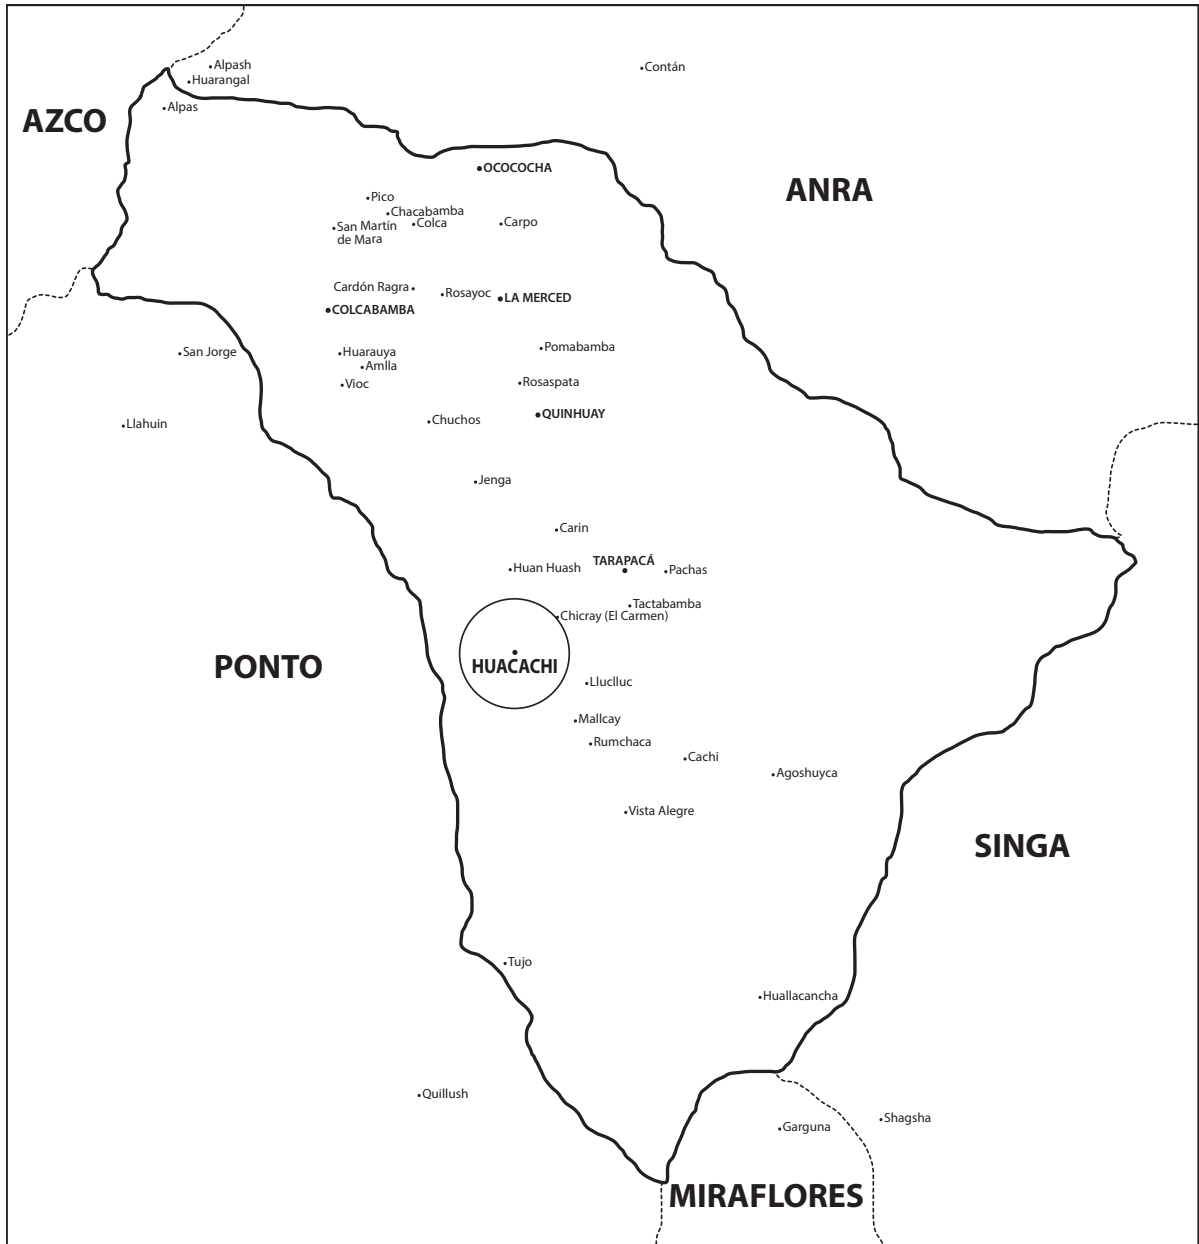 Alpash
Contán
Huarangal
Alpas
AZCO
OCOCOCHA
ANRA
Pico
Chacabamba
San Martín
de Mara
Colca
Carpo
Cardón Ragra
Rosayoc
LA MERCED
COLCABAMBA
Pomabamba
San Jorge
Huarauya
Amlla
Vioc
Rosaspata
QUINHUAY
Chuchos
Llahuin
Jenga
Carin
TARAPACÁ
Huan Huash
Pachas
Tactabamba
Chicray (El Carmen)
PONTO
HUACACHI
Lluclluc
Mallcay
Rumchaca
Cachi
Agoshuyca
Vista Alegre
SINGA
Tujo
Huallacancha
Quillush
Shagsha
Garguna
MIRAFLORES